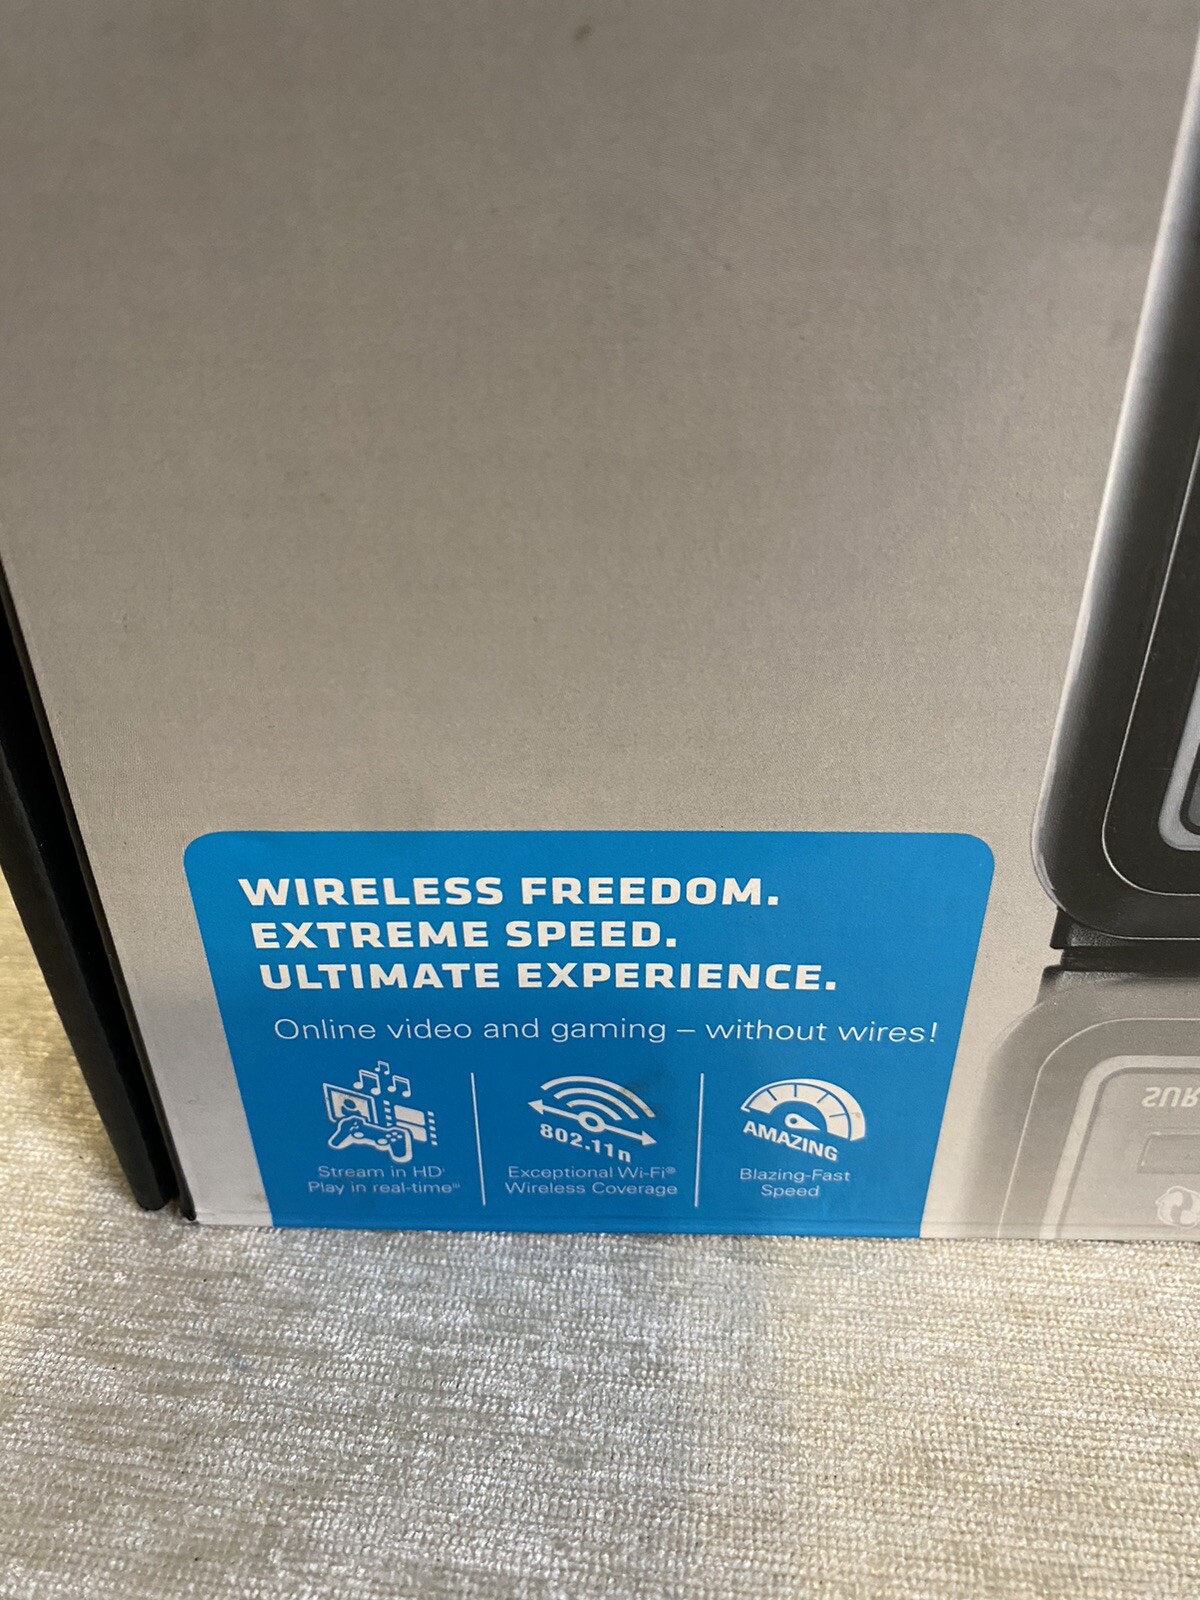 WIRELESS FREEDOM.
EXTREME SPEED.
ULTIMATE EXPERIENCE.
Online video and gaming – without wires!
Stream in HD
Play in real-time
802.11n
Exceptional Wi-Fi®
Wireless Coverage
AMAZING
Blazing-Fast
Speed
SUR